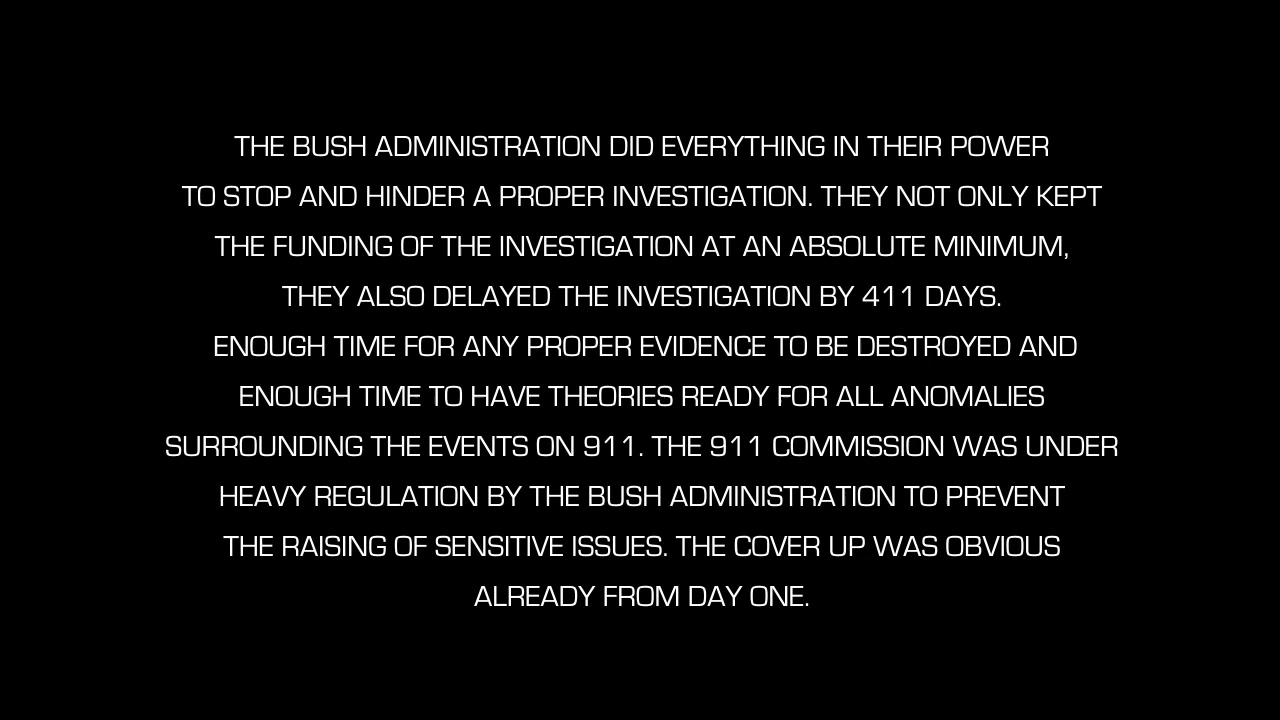 THE BUSH ADMINISTRATION DID EVERYTHING IN THEIR POWER
TO STOP AND HINDER A PROPER INVESTIGATION. THEY NOT ONLY KEPT
THE FUNDING OF THE INVESTIGATION AT AN ABSOLUTE MINIMUM,
THEY ALSO DELAYED THE INVESTIGATION BY 411 DAYS.
ENOUGH TIME FOR ANY PROPER EVIDENCE TO BE DESTROYED AND
ENOUGH TIME TO HAVE THEORIES READY FOR ALL ANOMALIES
SURROUNDING THE EVENTS ON 911. THE 911 COMMISSION WAS UNDER
HEAVY REGULATION BY THE BUSH ADMINISTRATION TO PREVENT
THE RAISING OF SENSITIVE ISSUES. THE COVER UP WAS OBVIOUS
ALREADY FROM DAY ONE.